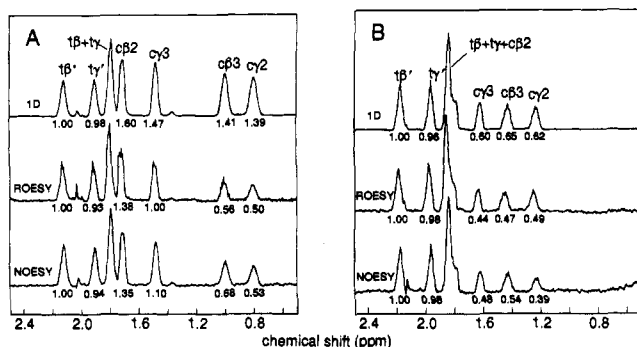 A
tβ+tγ
cβ2
tβ'
tγ'
cγ3
cβ3
cγ2
1D
1.00 0.98 1.60 1.47 1.41 1.39
ROESY
1.00 0.93 1.38 1.00 0.56 0.50
NOESY
1.00 0.94 1.35 1.10 0.68 0.53
2.4 2.0 1.6 1.2 0.8
B
tβ+tγ+cβ2
tβ'
tγ'
cγ3
cβ3
cγ2
1D
1.00 0.96 0.60 0.65 0.62
ROESY
1.00 0.98 0.44 0.47 0.49
NOESY
1.00 0.98 0.48 0.54 0.39
2.4 2.0 1.6 1.2 0.8
chemical shift (ppm)